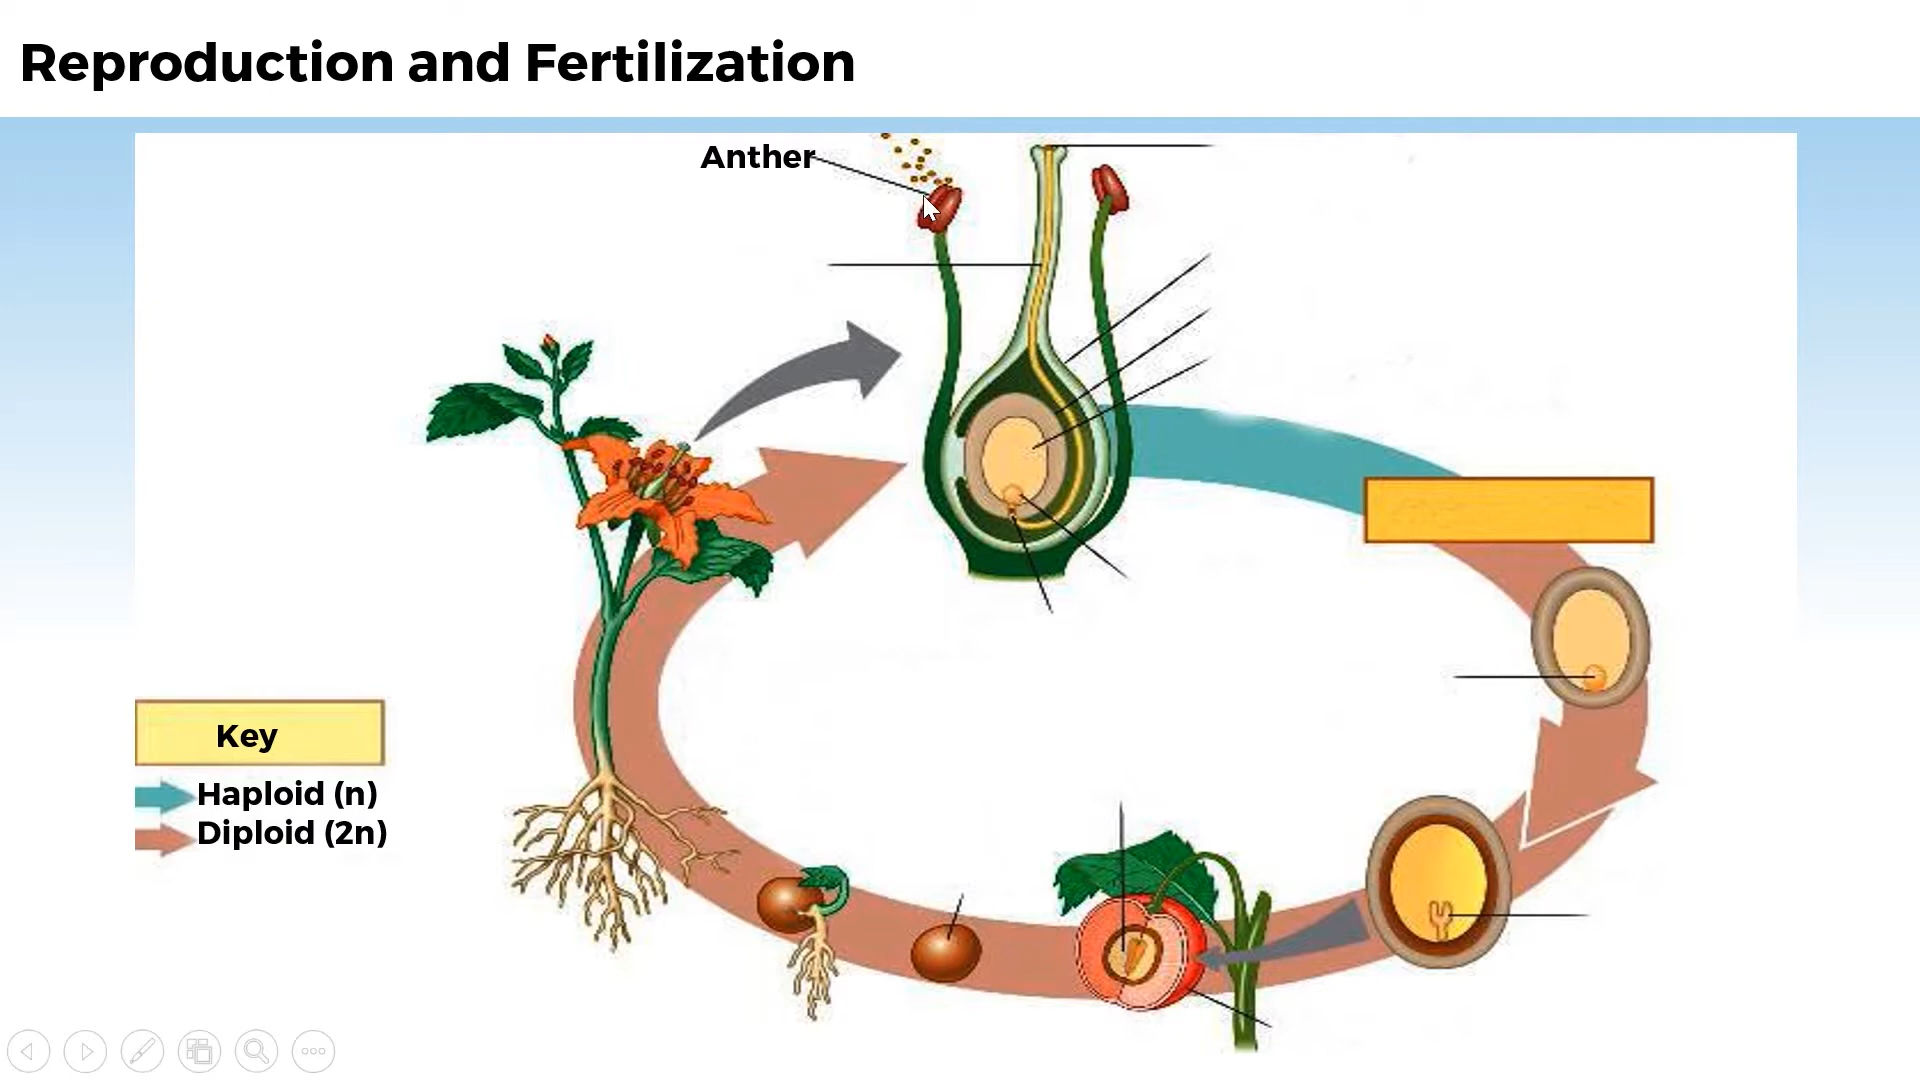 Reproduction and Fertilization
Anther
Key
Haploid (n)
Diploid (2n)